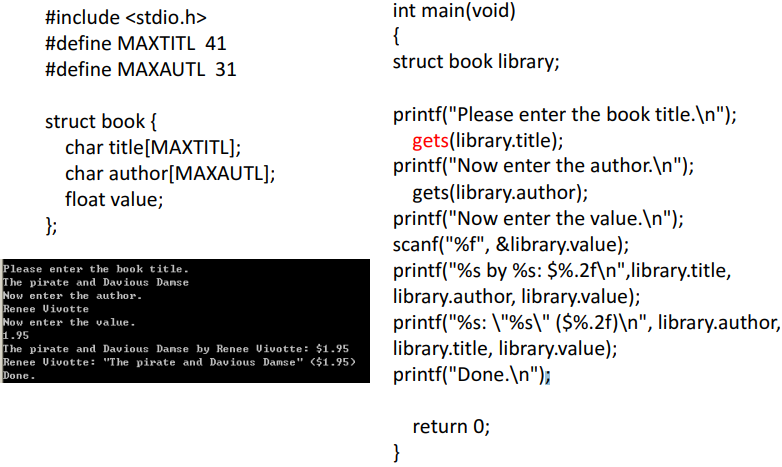 #include <stdio.h>
#define MAXTITL  41
#define MAXAUTL  31
struct book {
char title[MAXTITL];
char author[MAXAUTL];
float value;
};
Please enter the book title.
The pirate and Davious Damse
Now enter the author.
Renee Vivotte
Now enter the value.
1.95
The pirate and Davious Damse by Renee Vivotte: $1.95
Renee Vivotte: "The pirate and Davious Damse" ($1.95)
Done.
int main(void)
{
struct book library;
printf("Please enter the book title.\n");
gets(library.title);
printf("Now enter the author.\n");
gets(library.author);
printf("Now enter the value.\n");
scanf("%f", &library.value);
printf("%s by %s: $%.2f\n",library.title,
library.author, library.value);
printf("%s: \"%s\" ($%.2f)\n", library.author,
library.title, library.value);
printf("Done.\n");
return 0;
}